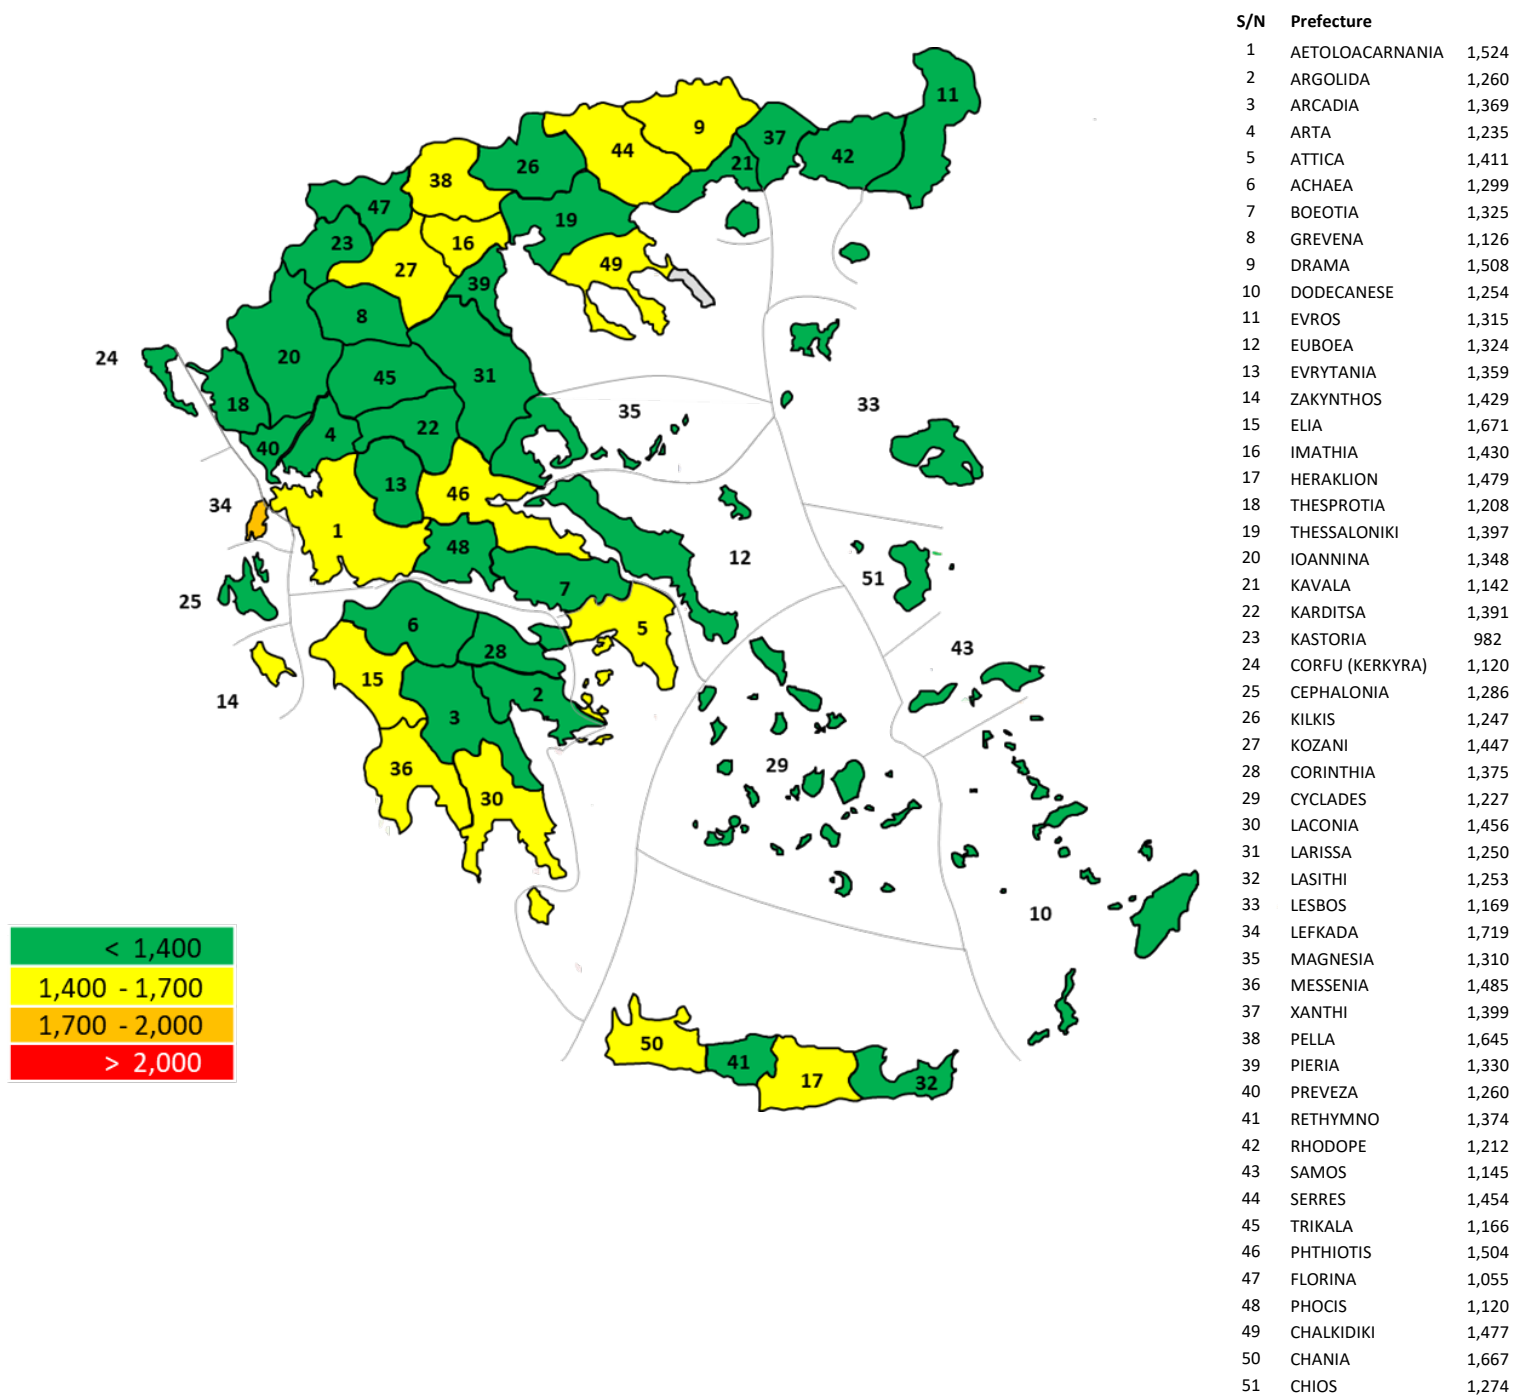 S/N Prefecture
1 AETOLOACARNANIA 1,524
2 ARGOLIDA 1,260
3 ARCADIA 1,369
4 ARTA 1,235
5 ATTICA 1,411
6 ACHAEA 1,299
7 BOEOTIA 1,325
8 GREVENA 1,126
9 DRAMA 1,508
10 DODECANESE 1,254
11 EVROS 1,315
12 EUBOEA 1,324
13 EVRYTANIA 1,359
14 ZAKYNTHOS 1,429
15 ELIA 1,671
16 IMATHIA 1,430
17 HERAKLION 1,479
18 THESPROTIA 1,208
19 THESSALONIKI 1,397
20 IOANNINA 1,348
21 KAVALA 1,142
22 KARDITSA 1,391
23 KASTORIA 982
24 CORFU (KERKYRA) 1,120
25 CEPHALONIA 1,286
26 KILKIS 1,247
27 KOZANI 1,447
28 CORINTHIA 1,375
29 CYCLADES 1,227
30 LACONIA 1,456
31 LARISSA 1,250
32 LASITHI 1,253
33 LESBOS 1,169
34 LEFKADA 1,719
35 MAGNESIA 1,310
36 MESSENIA 1,485
37 XANTHI 1,399
38 PELLA 1,645
39 PIERIA 1,330
40 PREVEZA 1,260
41 RETHYMNO 1,374
42 RHODOPE 1,212
43 SAMOS 1,145
44 SERRES 1,454
45 TRIKALA 1,166
46 PHTHIOTIS 1,504
47 FLORINA 1,055
48 PHOCIS 1,120
49 CHALKIDIKI 1,477
50 CHANIA 1,667
51 CHIOS 1,274
11
9
37
44
42
21
26
38
47
19
23
16
49
27
39
8
20
24
45
31
18
33
35
22
4
40
13
46
34
1
48
12
51
7
25
6
5
28
43
15
2
14
3
29
36
30
10
50
41
17
32
< 1,400
1,400 - 1,700
1,700 - 2,000
> 2,000